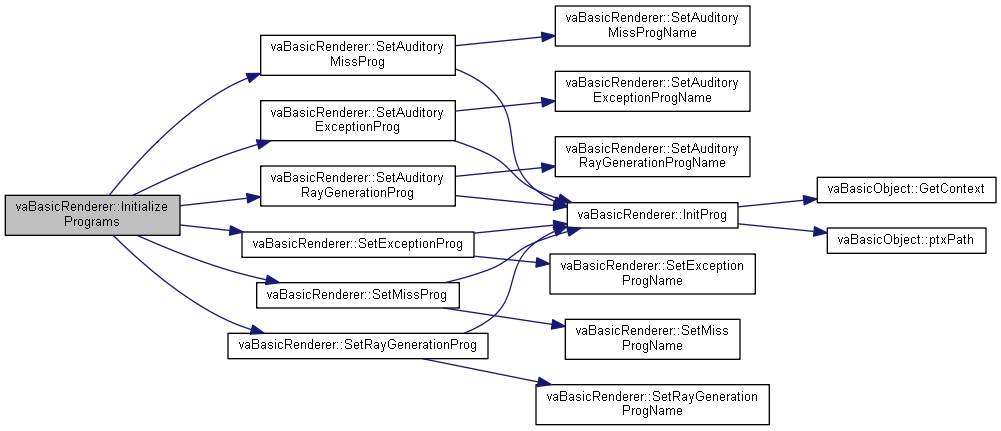 vaBasicRenderer::Initialize
Programs
vaBasicRenderer::SetAuditory
MissProg
vaBasicRenderer::SetAuditory
ExceptionProg
vaBasicRenderer::SetAuditory
RayGenerationProg
vaBasicRenderer::SetExceptionProg
vaBasicRenderer::SetMissProg
vaBasicRenderer::SetRayGenerationProg
vaBasicRenderer::SetAuditory
MissProgName
vaBasicRenderer::SetAuditory
ExceptionProgName
vaBasicRenderer::SetAuditory
RayGenerationProgName
vaBasicRenderer::InitProg
vaBasicRenderer::SetException
ProgName
vaBasicRenderer::SetMiss
ProgName
vaBasicRenderer::SetRayGeneration
ProgName
vaBasicObject::GetContext
vaBasicObject::ptxPath